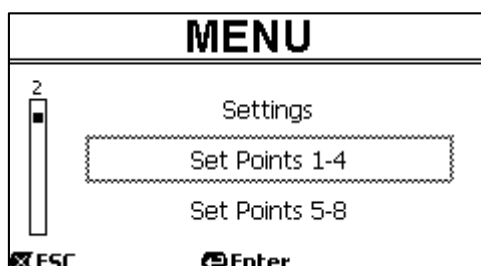 MENU
2
Settings
Set Points 1-4
Set Points 5-8
ESC Enter